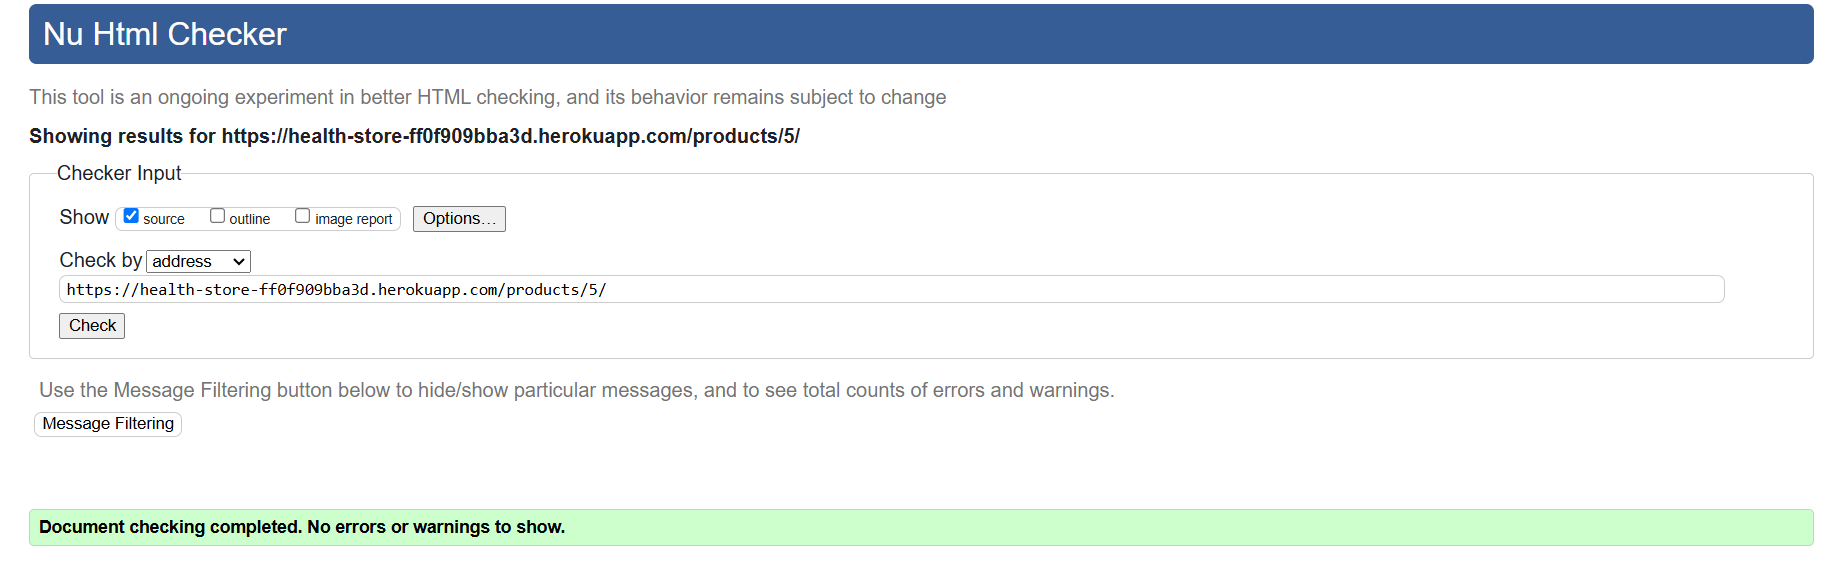 Nu Html Checker
This tool is an ongoing experiment in better HTML checking, and its behavior remains subject to change
Showing results for https://health-store-ff0f909bba3d.herokuapp.com/products/5/
Checker Input
Show source outline image report Options...
Check by address
https://health-store-ff0f909bba3d.herokuapp.com/products/5/
Check
Use the Message Filtering button below to hide/show particular messages, and to see total counts of errors and warnings.
Message Filtering
Document checking completed. No errors or warnings to show.